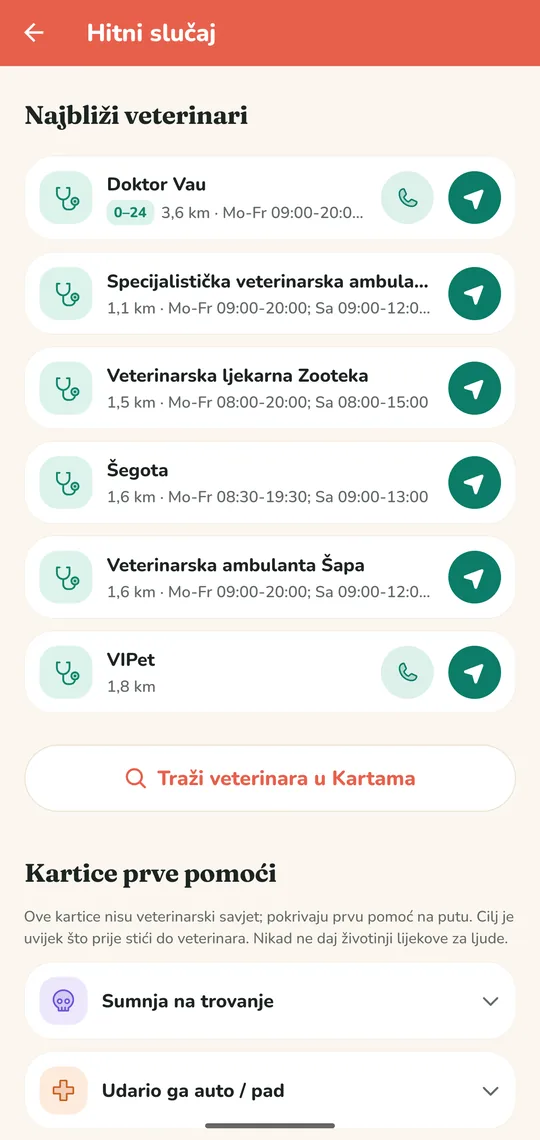 Hitni slučaj
Najbliži veterinari
Doktor Vau
0–24 3,6 km · Mo-Fr 09:00-20:0...
Specijalistička veterinarska ambula...
1,1 km · Mo-Fr 09:00-20:00; Sa 09:00-12:0...
Veterinarska ljekarna Zooteka
1,5 km · Mo-Fr 08:00-20:00; Sa 08:00-15:00
Šegota
1,6 km · Mo-Fr 08:30-19:30; Sa 09:00-13:00
Veterinarska ambulanta Šapa
1,6 km · Mo-Fr 09:00-20:00; Sa 09:00-12:0...
VIPet
1,8 km
Traži veterinara u Kartama
Kartice prve pomoći
Ove kartice nisu veterinarski savjet; pokrivaju prvu pomoć na putu. Cilj je
uvijek što prije stići do veterinara. Nikad ne daj životinji lijekove za ljude.
Sumnja na trovanje
Udario ga auto / pad